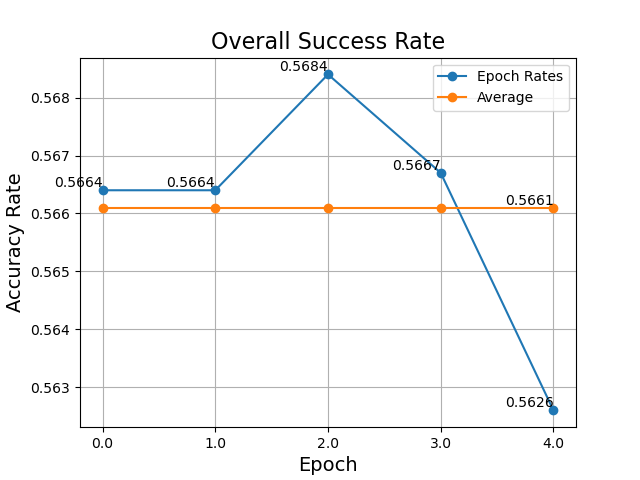 Overall Success Rate
Epoch Rates
Average
0.5664
0.5664
0.5684
0.5667
0.5661
0.5626
Accuracy Rate
0.568
0.567
0.566
0.565
0.564
0.563
0.0 1.0 2.0 3.0 4.0
Epoch